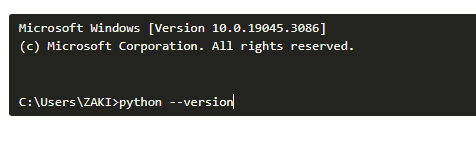 Microsoft Windows [Version 10.0.19045.3086]
(c) Microsoft Corporation. All rights reserved.
C:\Users\ZAKI>python --version